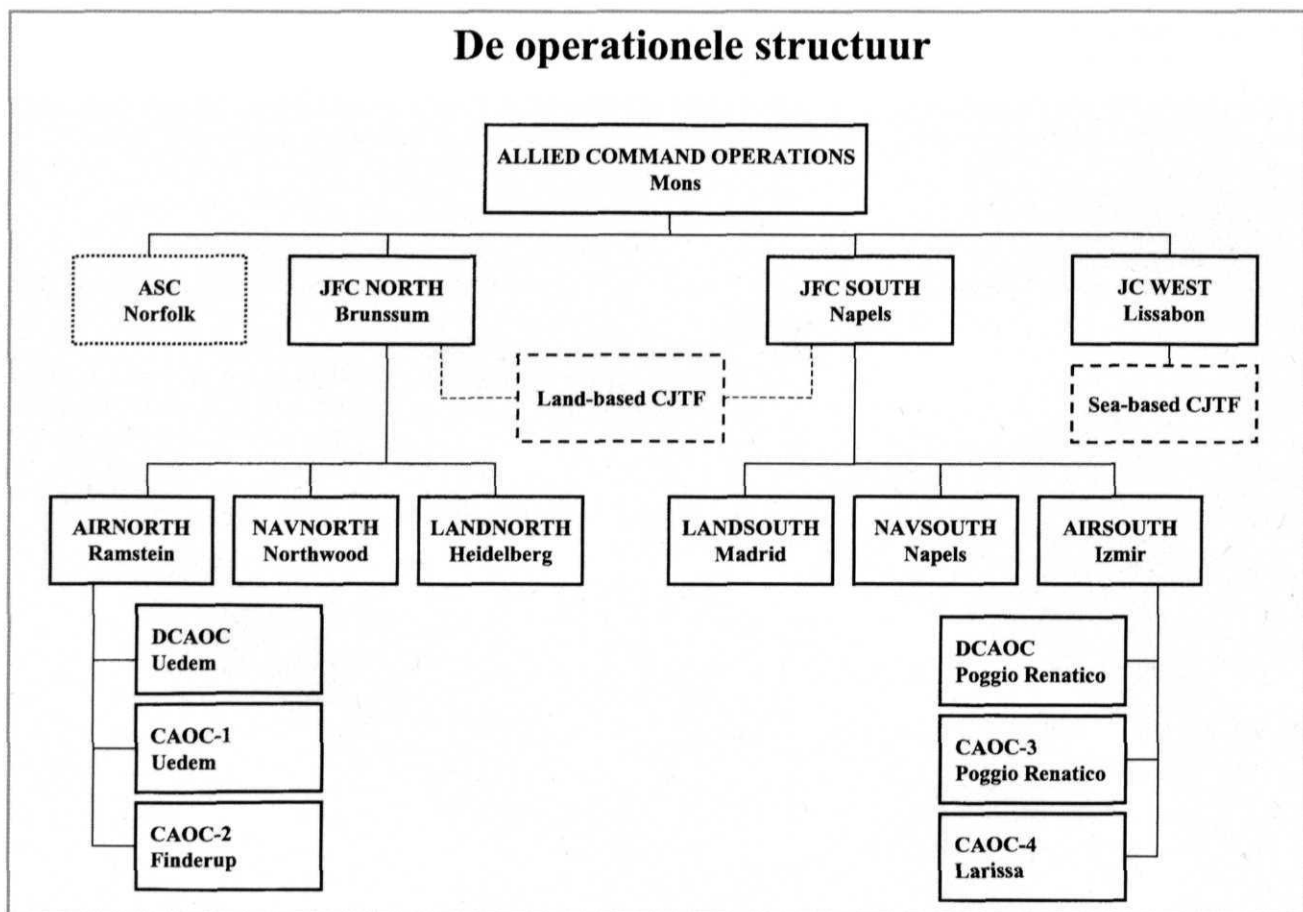 De operationele structuur
ALLIED COMMAND OPERATIONS
Mons
ASC
Norfolk
JFC NORTH
Brunssum
JFC SOUTH
Napels
JC WEST
Lissabon
Land-based CJTF
Sea-based CJTF
AIRNORTH
Ramstein
NAVNORTH
Northwood
LANDNORTH
Heidelberg
LANDSOUTH
Madrid
NAVSOUTH
Napels
AIRSOUTH
Izmir
DCAOC
Uedem
CAOC-1
Uedem
CAOC-2
Finderup
DCAOC
Poggio Renatico
CAOC-3
Poggio Renatico
CAOC-4
Larissa